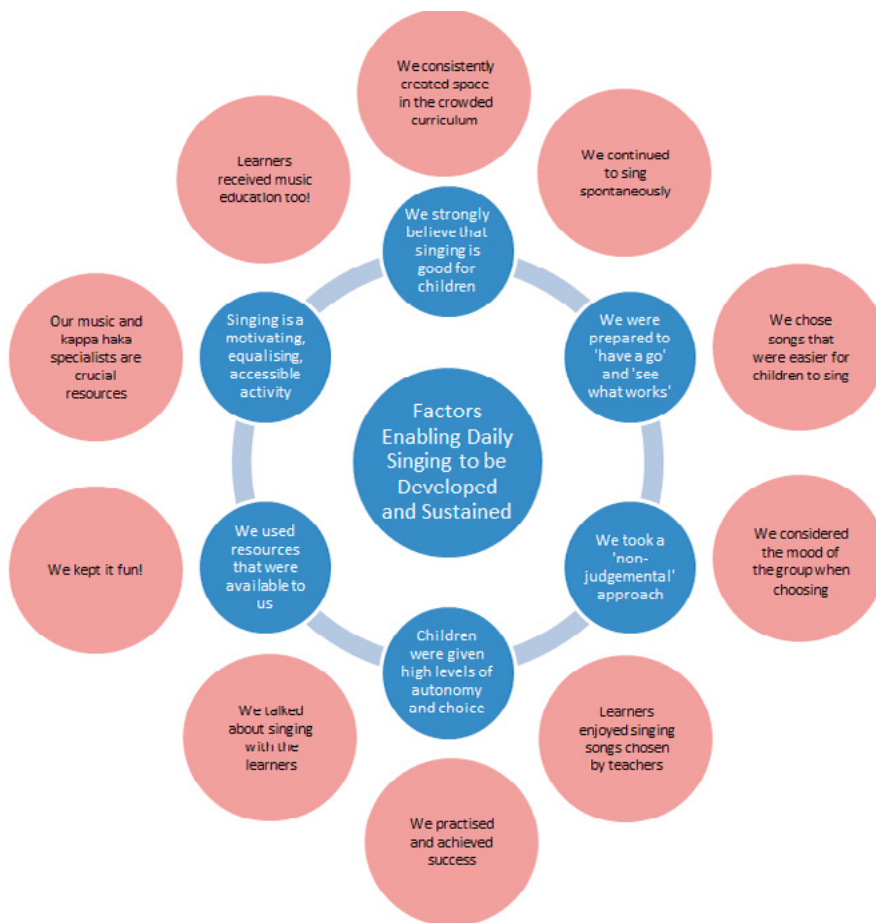 We consistently
created space
in the crowded
curriculum
We continued
to sing
spontaneously
Learners
received music
education too!
We strongly
believe that
singing is
good for
children
We chose
songs that
were easier for
children to sing
Our music and
kappa haka
specialists are
crucial
resources
Singing is a
motivating,
equalising,
accessible
activity
We were
prepared to
'have a go'
and 'see
what works'
Factors
Enabling Daily
Singing to be
Developed
and Sustained
We considered
the mood of
the group when
choosing
We kept it fun!
We used
resources
that were
available to
us
We took a
'non-
judgemental'
approach
Children
were given
high levels of
autonomy
and choice
We talked
about singing
with the
learners
Learners
enjoyed singing
songs chosen
by teachers
We practised
and achieved
success